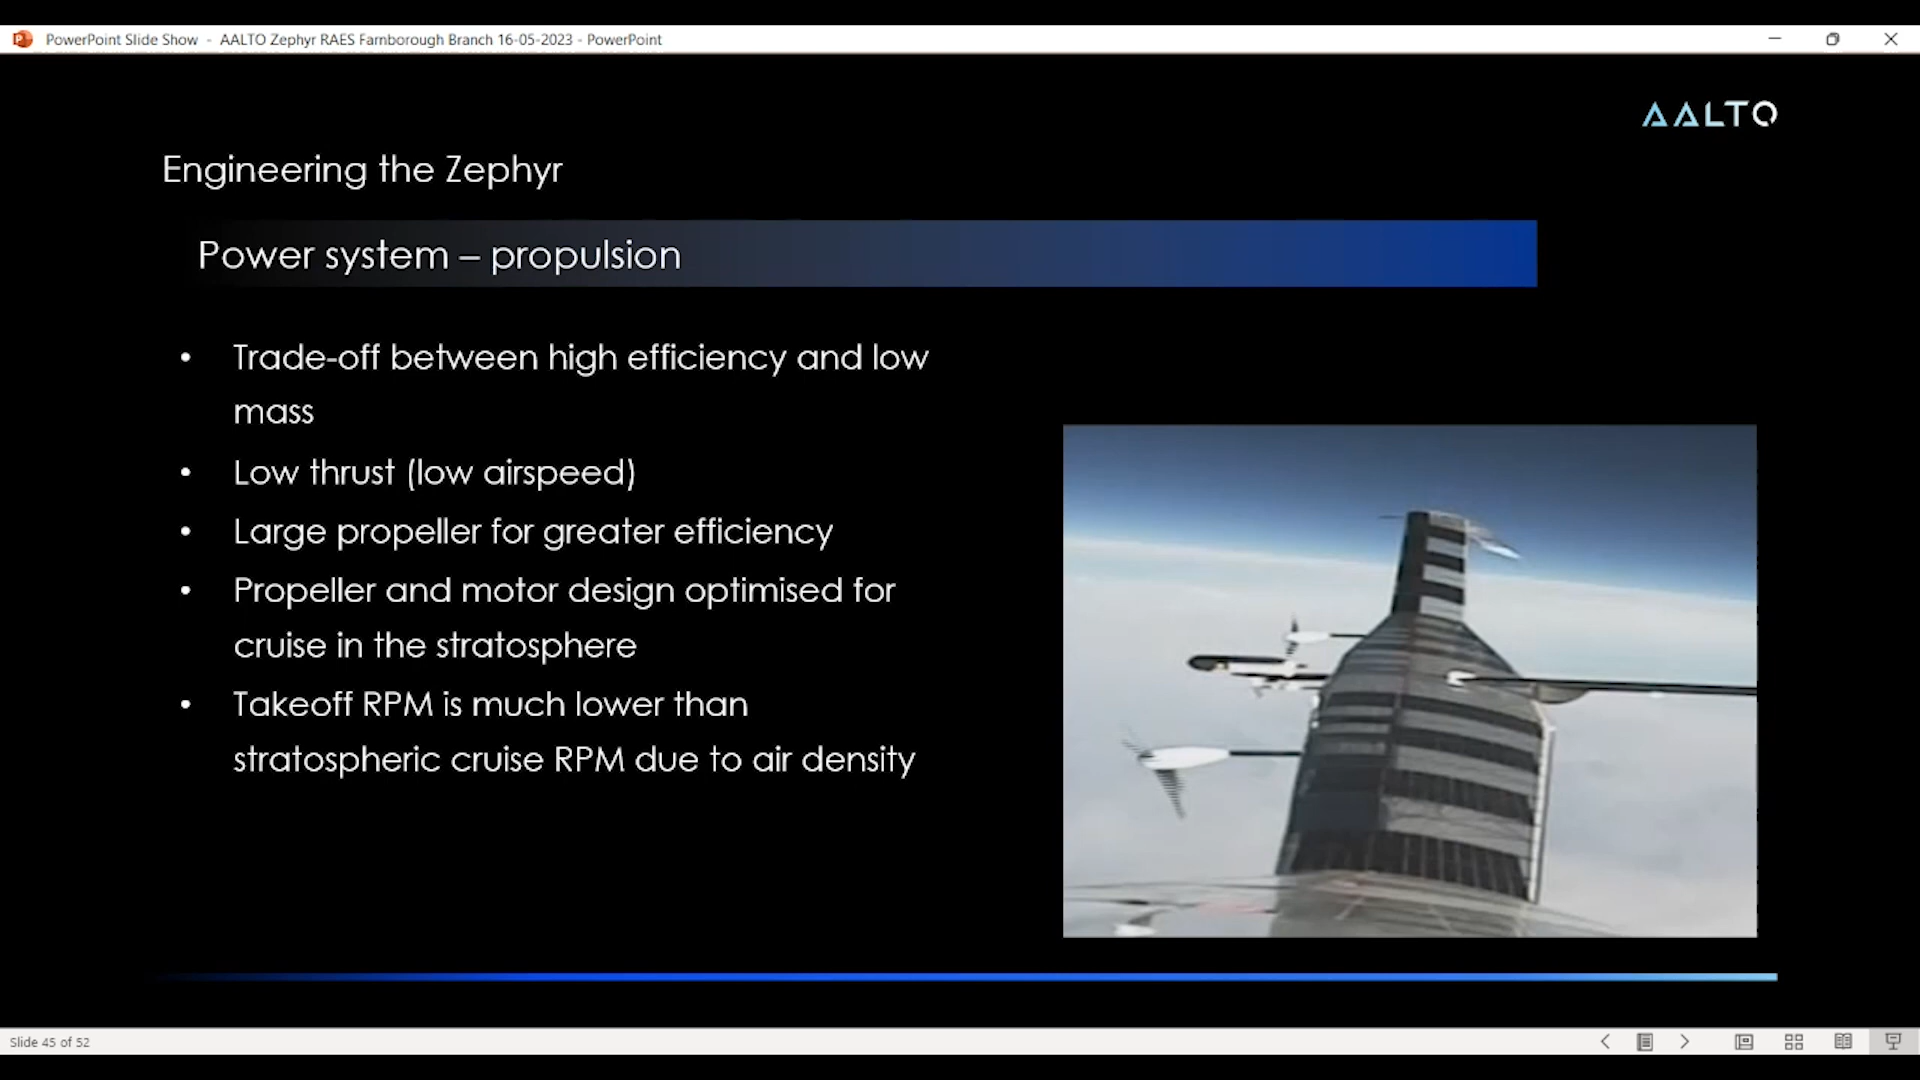 PowerPoint Slide Show - AALTO Zephyr RAES Farnborough Branch 16-05-2023 - PowerPoint
AALTO
Engineering the Zephyr
Power system – propulsion
• Trade-off between high efficiency and low
mass
• Low thrust (low airspeed)
• Large propeller for greater efficiency
• Propeller and motor design optimised for
cruise in the stratosphere
• Takeoff RPM is much lower than
stratospheric cruise RPM due to air density
Slide 45 of 52